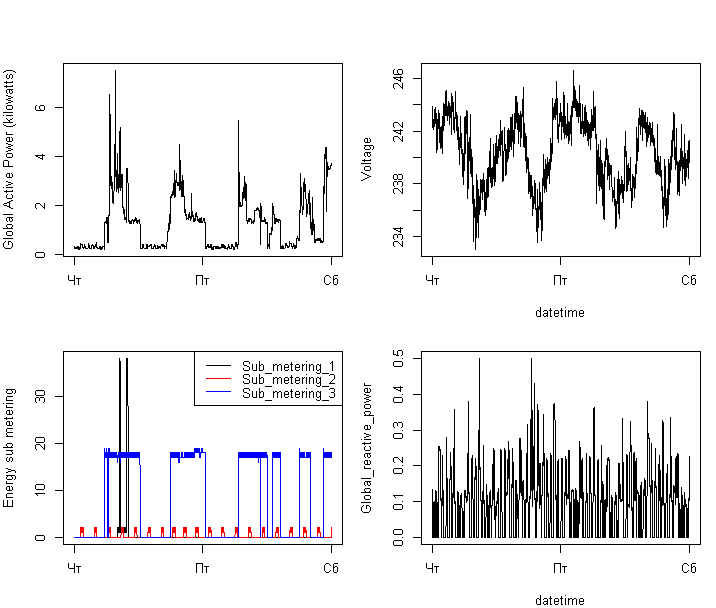 Global Active Power (kilowatts)
0 2 4 6
Чт Пт Сб
Voltage
234 238 242 246
Чт Пт Сб
datetime
Energy sub metering
0 10 20 30
Sub_metering_1
Sub_metering_2
Sub_metering_3
Чт Пт Сб
Global_reactive_power
0.0 0.1 0.2 0.3 0.4 0.5
Чт Пт Сб
datetime